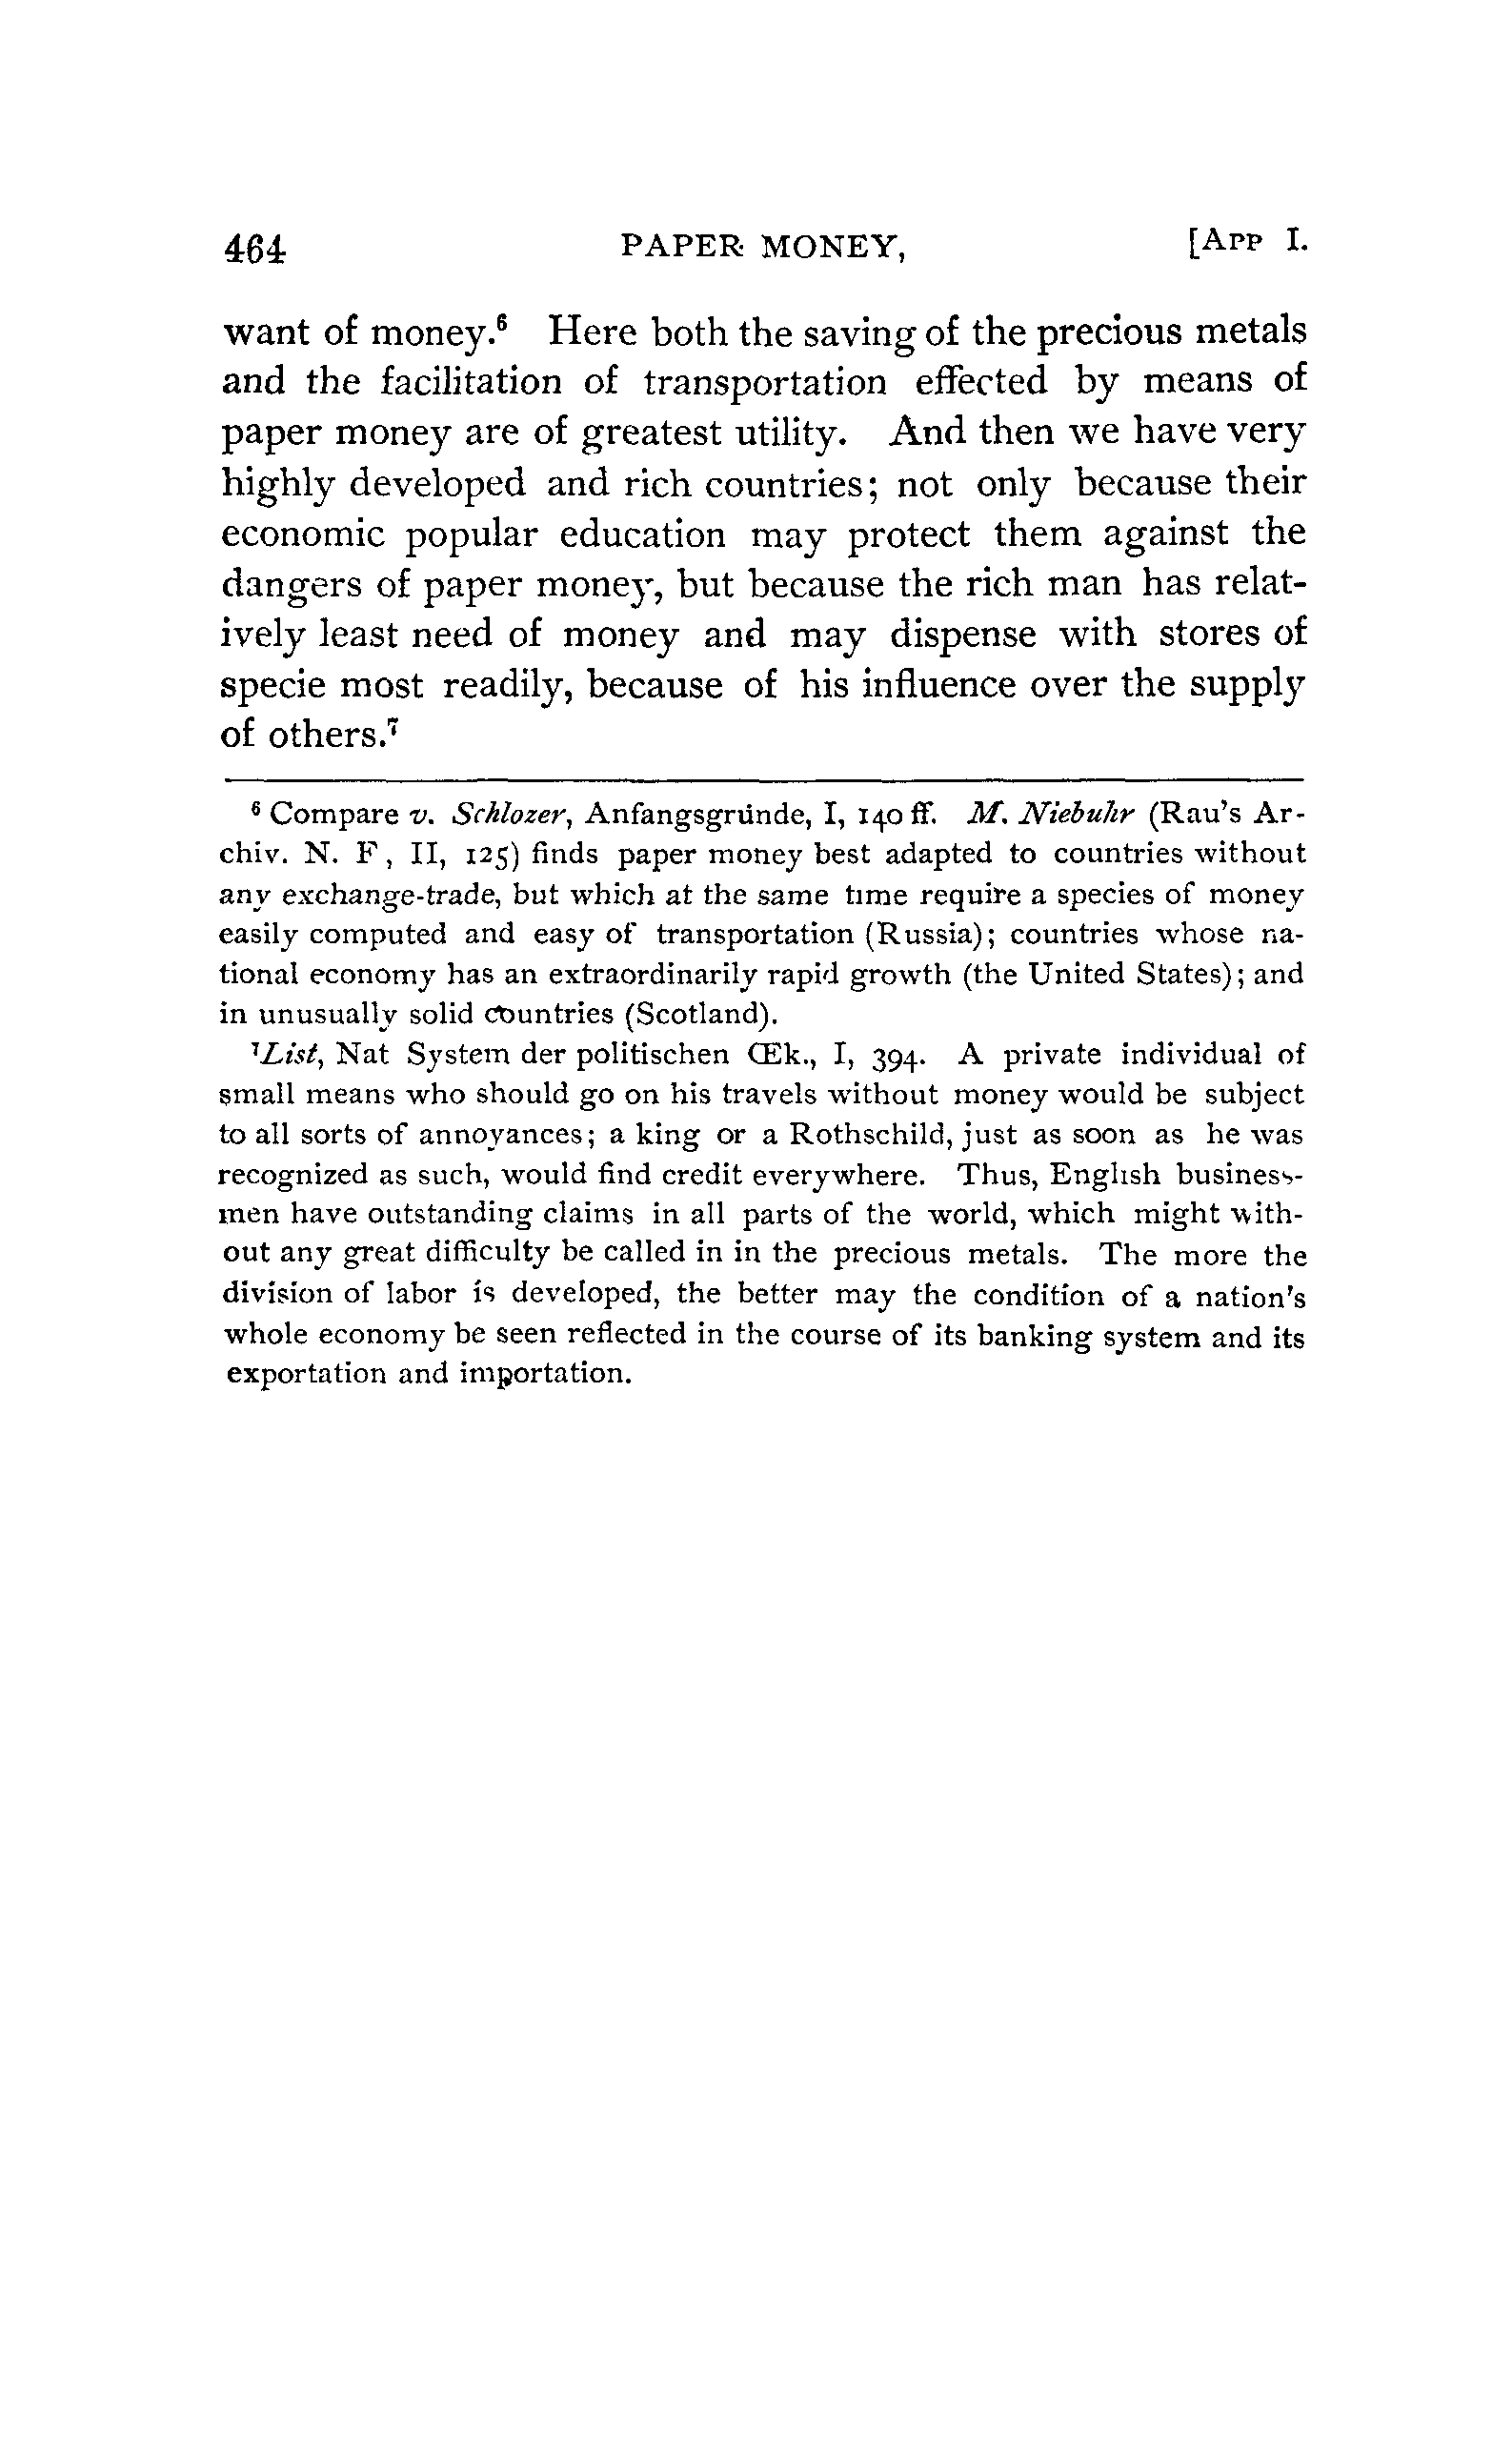 464 PAPER MONEY, [APP I.
want of money.⁶ Here both the saving of the precious metals
and the facilitation of transportation effected by means of
paper money are of greatest utility. And then we have very
highly developed and rich countries; not only because their
economic popular education may protect them against the
dangers of paper money, but because the rich man has relat-
ively least need of money and may dispense with stores of
specie most readily, because of his influence over the supply
of others.⁷
⁶ Compare v. Schlozer, Anfangsgründe, I, 140 ff. M. Niebuhr (Rau's Ar-
chiv. N. F, II, 125) finds paper money best adapted to countries without
any exchange-trade, but which at the same time require a species of money
easily computed and easy of transportation (Russia); countries whose na-
tional economy has an extraordinarily rapid growth (the United States); and
in unusually solid countries (Scotland).
⁷ List, Nat System der politischen Œk., I, 394. A private individual of
small means who should go on his travels without money would be subject
to all sorts of annoyances; a king or a Rothschild, just as soon as he was
recognized as such, would find credit everywhere. Thus, English business-
men have outstanding claims in all parts of the world, which might with-
out any great difficulty be called in in the precious metals. The more the
division of labor is developed, the better may the condition of a nation's
whole economy be seen reflected in the course of its banking system and its
exportation and importation.